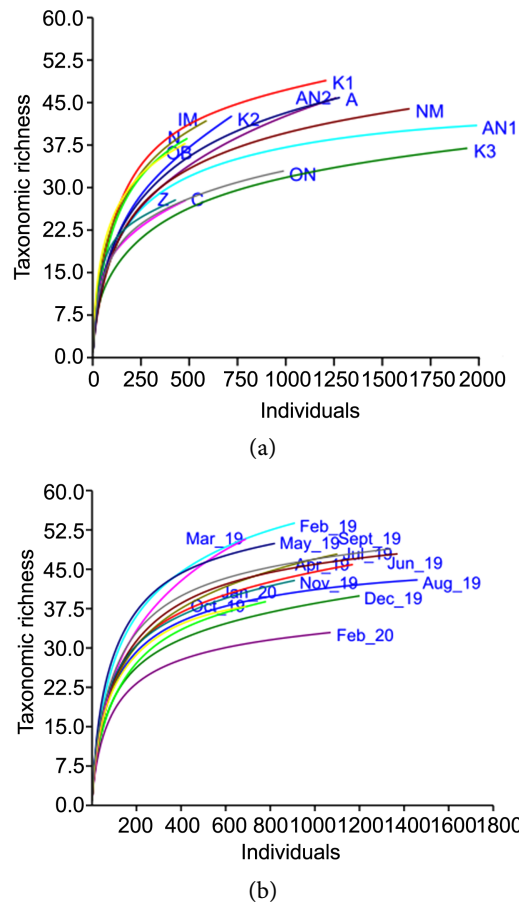 60.0
52.5
45.0
37.5
30.0
22.5
15.0
7.5
0.0
Taxonomic richness
K1
AN2 A
IM K2
NM
N
AN1
OB
K3
ON
Z C
0 250 500 750 1000 1250 1500 1750 2000
Individuals
(a)
60.0
52.5
45.0
37.5
30.0
22.5
15.0
7.5
0.0
Taxonomic richness
Feb_19
Mar_19 May_19 Sept_19
Jul_19
Apr_19 Jun_19
Jan_20 Nov_19 Aug_19
Oct_19 Dec_19
Feb_20
200 400 600 800 1000 1200 1400 1600 1800
Individuals
(b)